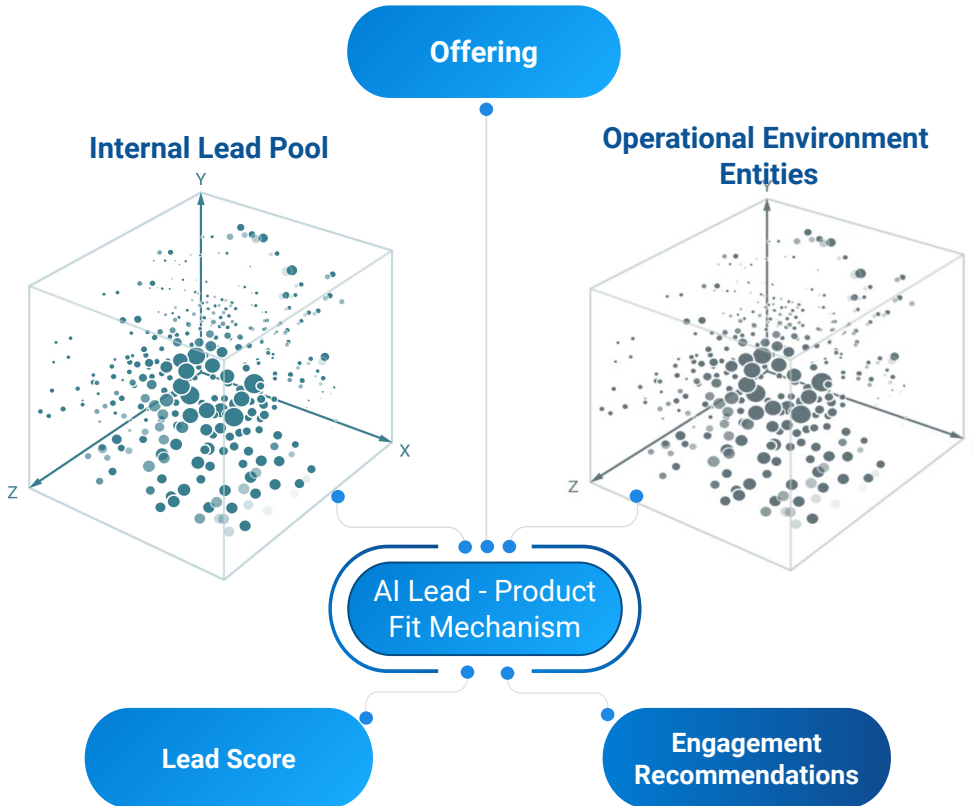 Offering
Internal Lead Pool
Operational Environment
Entities
Y
X
Z
Y
Z
AI Lead - Product
Fit Mechanism
Lead Score
Engagement
Recommendations